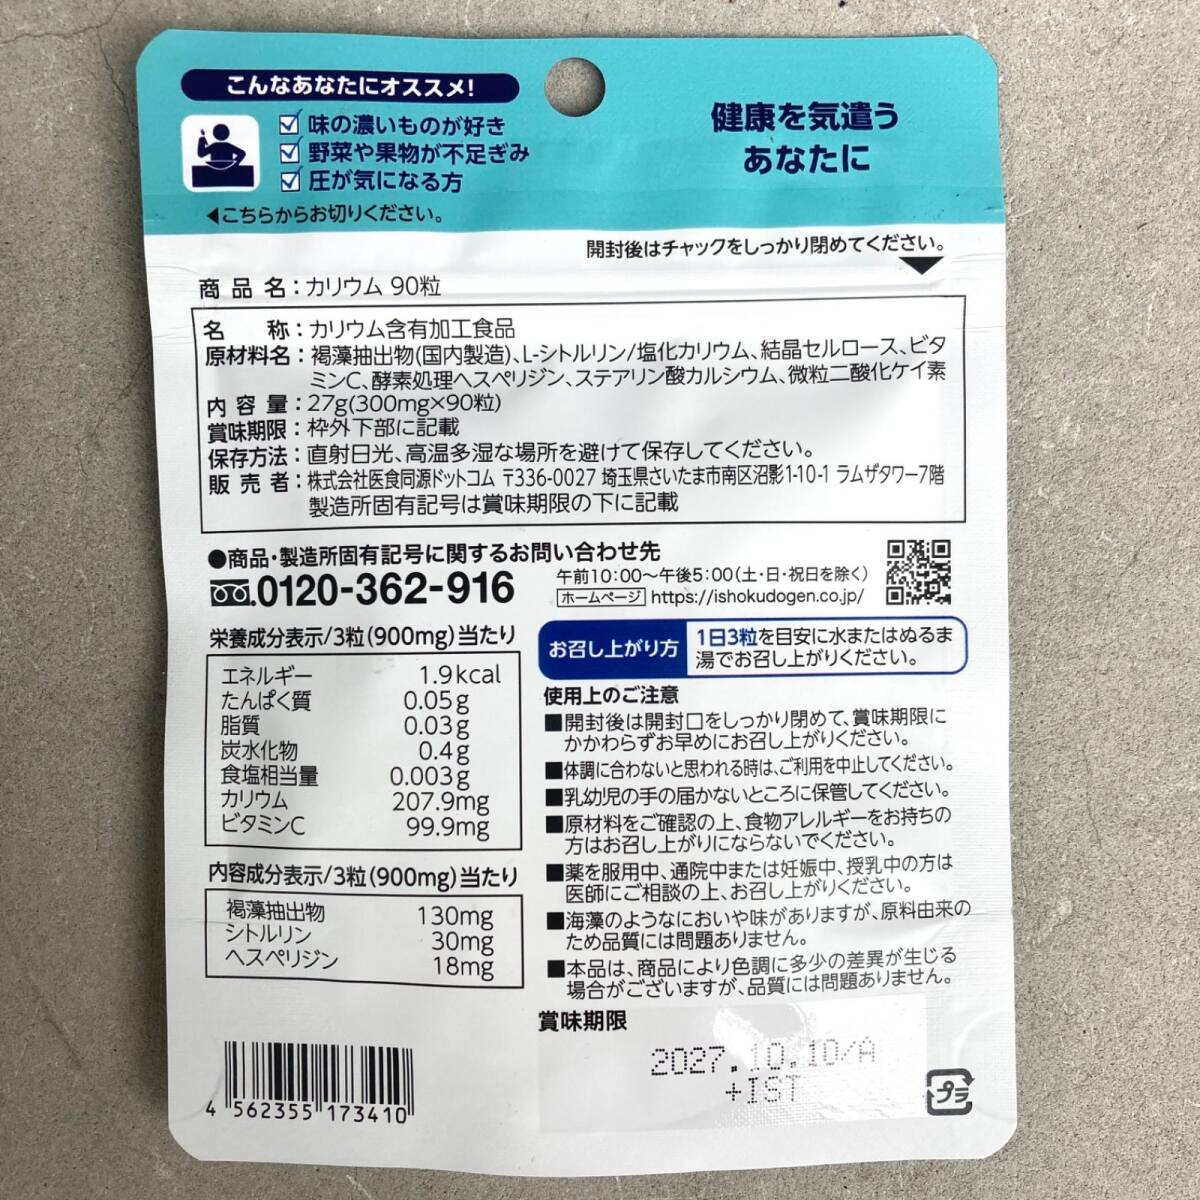 こんなあなたにオススメ!
味の濃いものが好き
野菜や果物が不足ぎみ
圧が気になる方
◀こちらからお切りください。
健康を気遣う
あなたに
開封後はチャックをしっかり閉めてください。
商品名:カリウム 90粒
名称:カリウム含有加工食品
原材料名:褐藻抽出物(国内製造)、L-シトルリン/塩化カリウム、結晶セルロース、ビタ
ミンC、酵素処理ヘスペリジン、ステアリン酸カルシウム、微粒二酸化ケイ素
内容量:27g(300mg×90粒)
賞味期限:枠外下部に記載
保存方法:直射日光、高温多湿な場所を避けて保存してください。
販売者:株式会社医食同源ドットコム 〒336-0027 埼玉県さいたま市南区沼影1-10-1 ラムザタワー7階
製造所固有記号は賞味期限の下に記載
●商品・製造所固有記号に関するお問い合わせ先
0120-362-916
午前10:00～午後5:00(土・日・祝日を除く)
ホームページ https://ishokudogen.co.jp/
栄養成分表示/3粒(900mg)当たり
エネルギー 1.9kcal
たんぱく質 0.05g
脂質 0.03g
炭水化物 0.4g
食塩相当量 0.003g
カリウム 207.9mg
ビタミンC 99.9mg
内容成分表示/3粒(900mg)当たり
褐藻抽出物 130mg
シトルリン 30mg
ヘスペリジン 18mg
お召し上がり方
1日3粒を目安に水またはぬるま
湯でお召し上がりください。
使用上のご注意
■開封後は開封口をしっかり閉めて、賞味期限に
かかわらずお早めにお召し上がりください。
■体調に合わないと思われる時は、ご利用を中止してください。
■乳幼児の手の届かないところに保管してください。
■原材料をご確認の上、食物アレルギーをお持ちの
方はお召し上がりにならないでください。
■薬を服用中、通院中または妊娠中、授乳中の方は
医師にご相談の上、お召し上がりください。
■海藻のようなにおいや味がありますが、原料由来の
ため品質には問題ありません。
■本品は、商品により色調に多少の差異が生じる
場合がございますが、品質には問題ありません。
賞味期限
2027.10.10/A
+IST
4 562355 173410
プラ